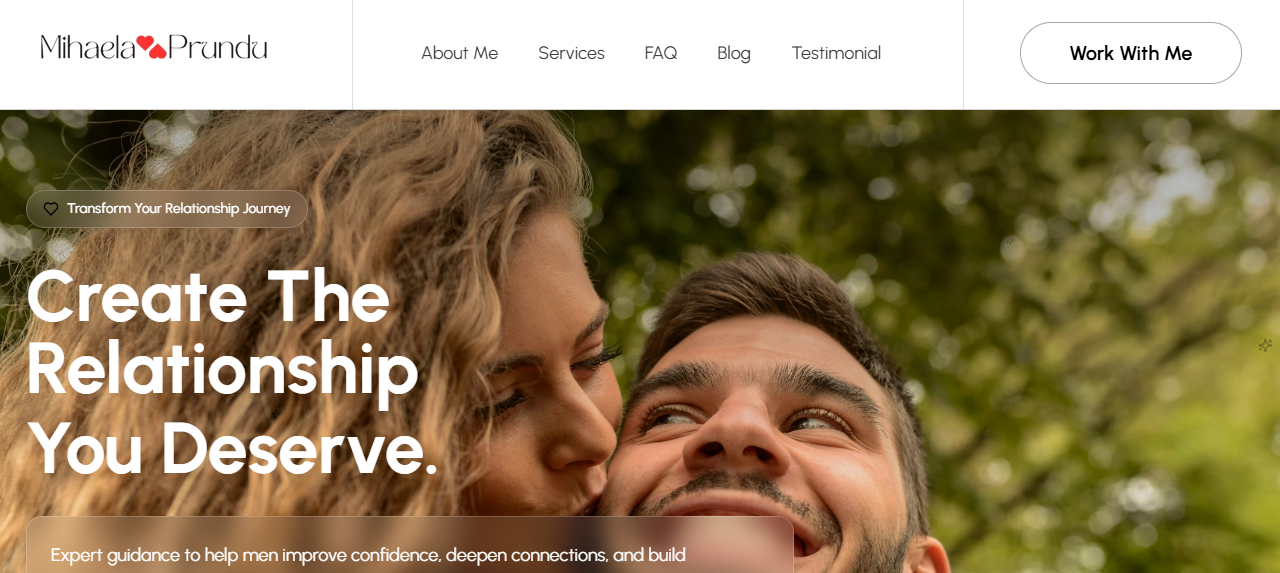 Mihaela Prundu
About Me
Services
FAQ
Blog
Testimonial
Work With Me
Transform Your Relationship Journey
Create The
Relationship
You Deserve.
Expert guidance to help men improve confidence, deepen connections, and build